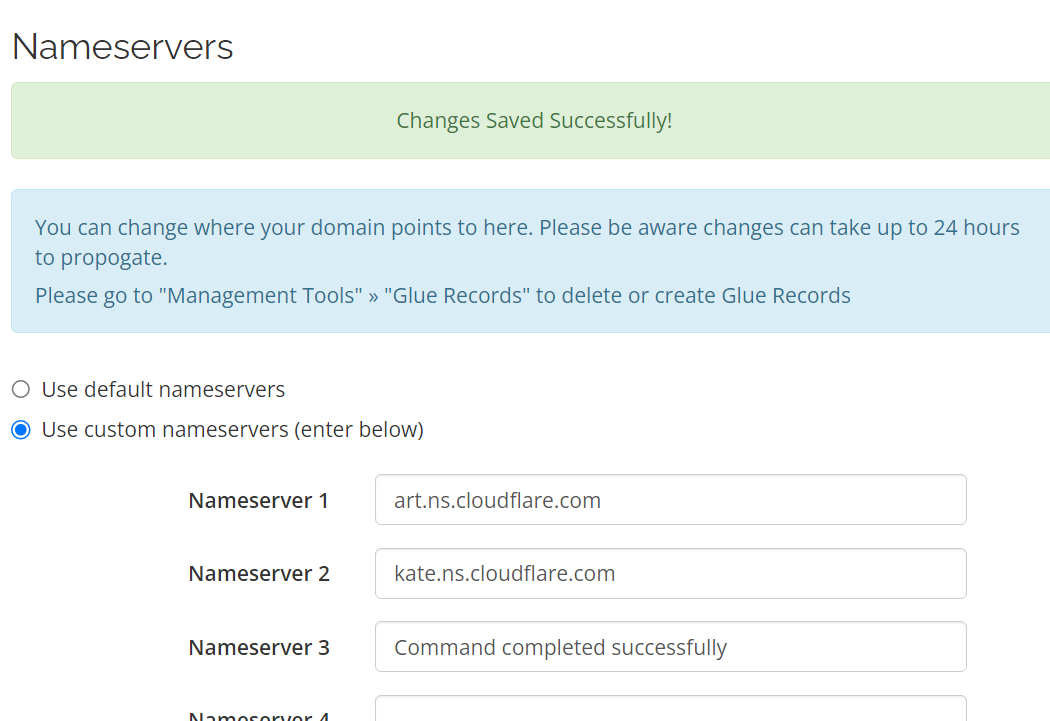 Nameservers
Changes Saved Successfully!
You can change where your domain points to here. Please be aware changes can take up to 24 hours
to propogate.
Please go to "Management Tools" » "Glue Records" to delete or create Glue Records
Use default nameservers
Use custom nameservers (enter below)
Nameserver 1 art.ns.cloudflare.com
Nameserver 2 kate.ns.cloudflare.com
Nameserver 3 Command completed successfully
Nameserver 4